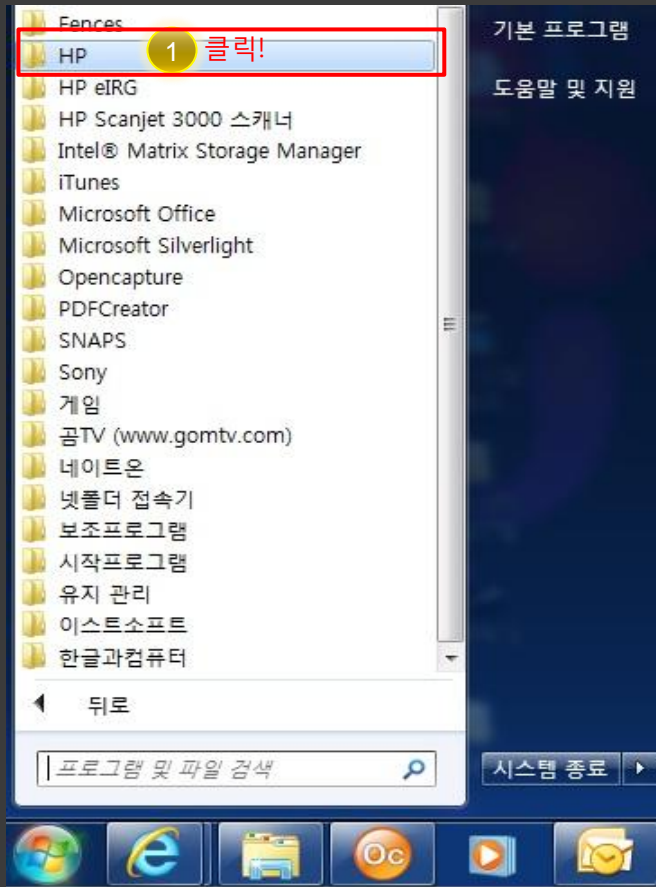 Fences
HP
1 클릭!
HP eIRG
HP Scanjet 3000 스캐너
Intel® Matrix Storage Manager
iTunes
Microsoft Office
Microsoft Silverlight
Opencapture
PDFCreator
SNAPS
Sony
게임
곰TV (www.gomtv.com)
네이트온
넷폴더 접속기
보조프로그램
시작프로그램
유지 관리
이스트소프트
한글과컴퓨터
뒤로
프로그램 및 파일 검색
기본 프로그램
도움말 및 지원
시스템 종료
Oc